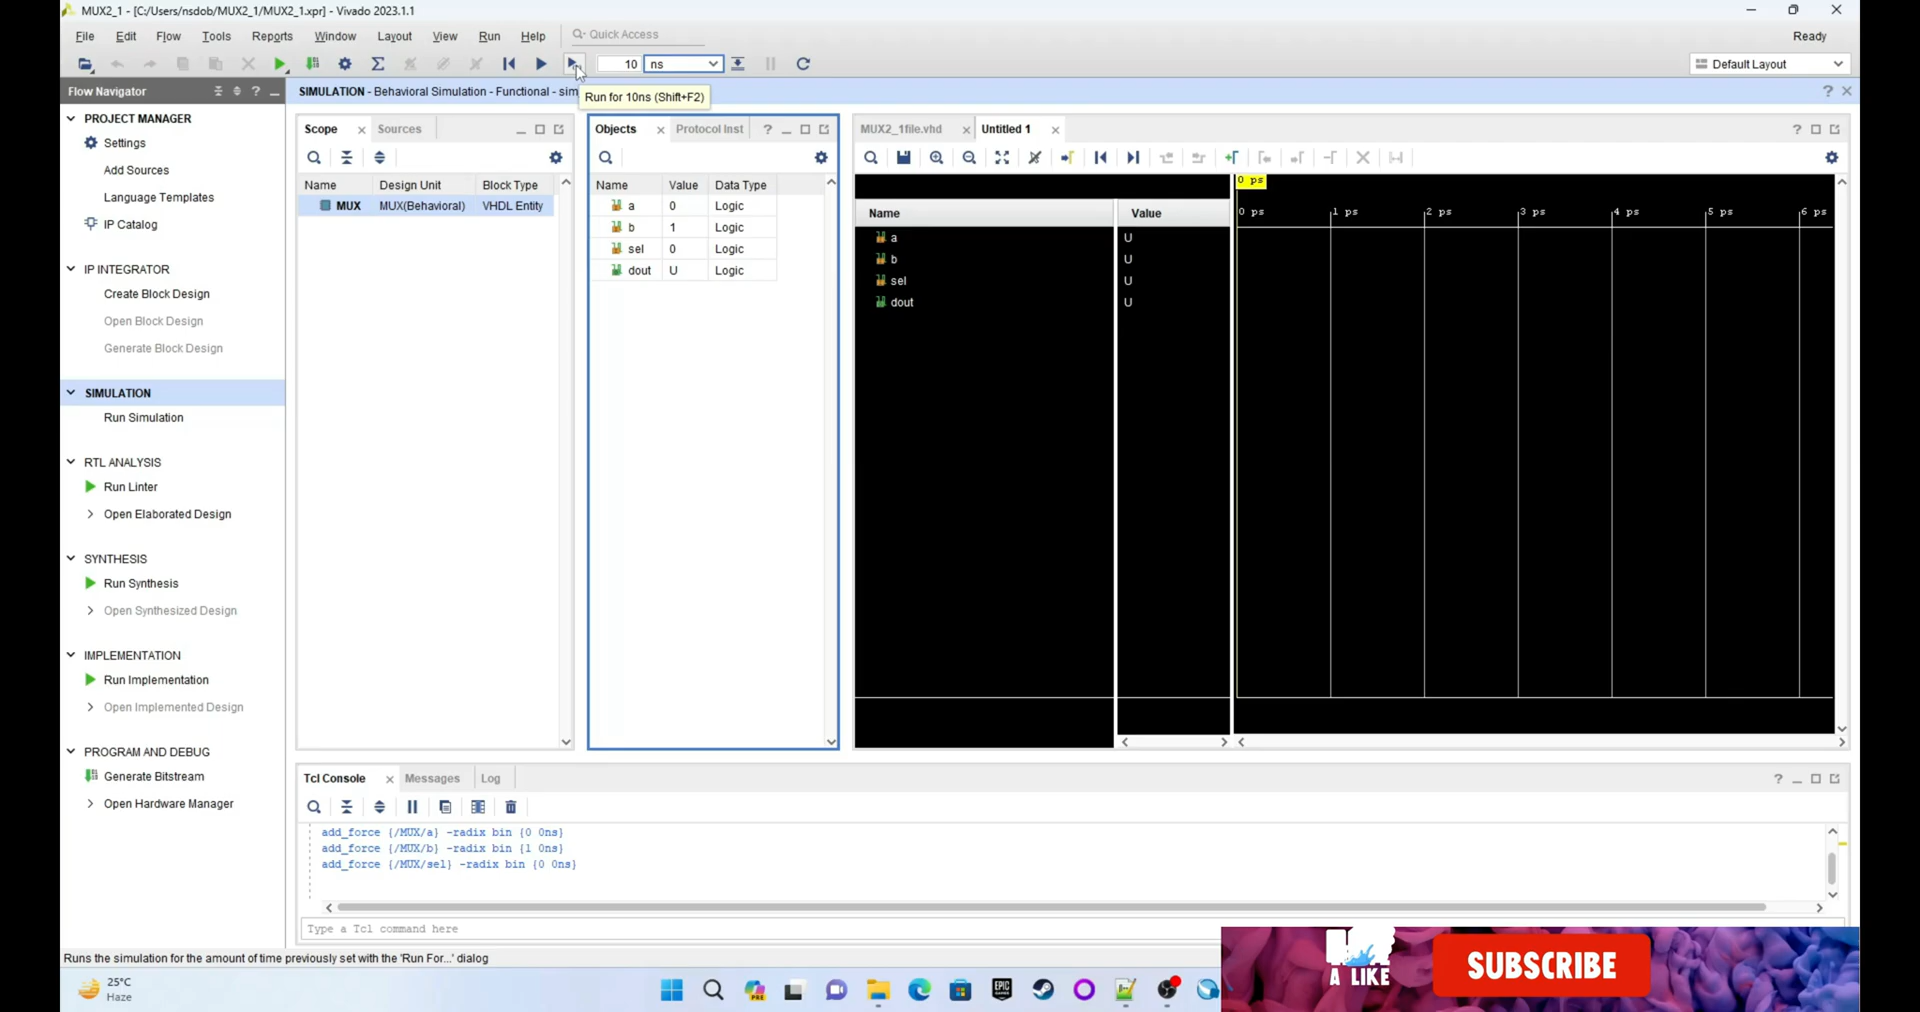 MUX2_1 - [C:/Users/nsdob/MUX2_1/MUX2_1.xpr] - Vivado 2023.1.1
File Edit Flow Tools Reports Window Layout View Run Help Quick Access Ready
10 ns Default Layout
Flow Navigator
SIMULATION - Behavioral Simulation - Functional - sim
Run for 10ns (Shift+F2)
PROJECT MANAGER
Settings
Add Sources
Language Templates
IP Catalog
IP INTEGRATOR
Create Block Design
Open Block Design
Generate Block Design
SIMULATION
Run Simulation
RTL ANALYSIS
Run Linter
Open Elaborated Design
SYNTHESIS
Run Synthesis
Open Synthesized Design
IMPLEMENTATION
Run Implementation
Open Implemented Design
PROGRAM AND DEBUG
Generate Bitstream
Open Hardware Manager
Scope Sources
Name Design Unit Block Type
MUX MUX(Behavioral) VHDL Entity
Objects Protocol Inst
Name Value Data Type
a 0 Logic
b 1 Logic
sel 0 Logic
dout U Logic
MUX2_1file.vhd Untitled 1
0 ps
Name Value 0 ps 1 ps 2 ps 3 ps 4 ps 5 ps 6 ps
a U
b U
sel U
dout U
Tcl Console Messages Log
add_force {/MUX/a} -radix bin {0 0ns}
add_force {/MUX/b} -radix bin {1 0ns}
add_force {/MUX/sel} -radix bin {0 0ns}
Type a Tcl command here
Runs the simulation for the amount of time previously set with the 'Run For...' dialog
25°C
Haze
PRE
EPIC
GAMES
A LIKE
SUBSCRIBE